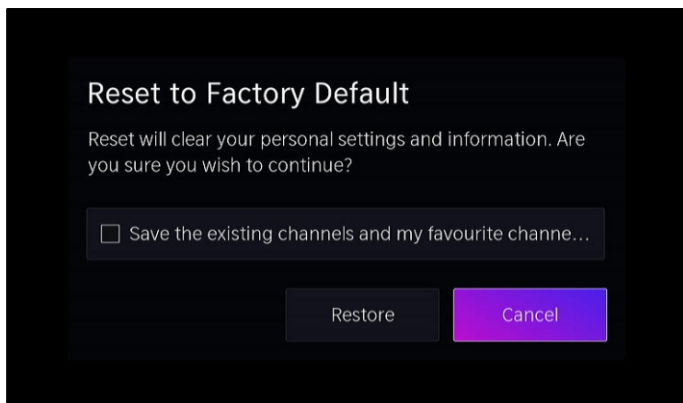 Reset to Factory Default
Reset will clear your personal settings and information. Are
you sure you wish to continue?
Save the existing channels and my favourite channe...
Restore
Cancel